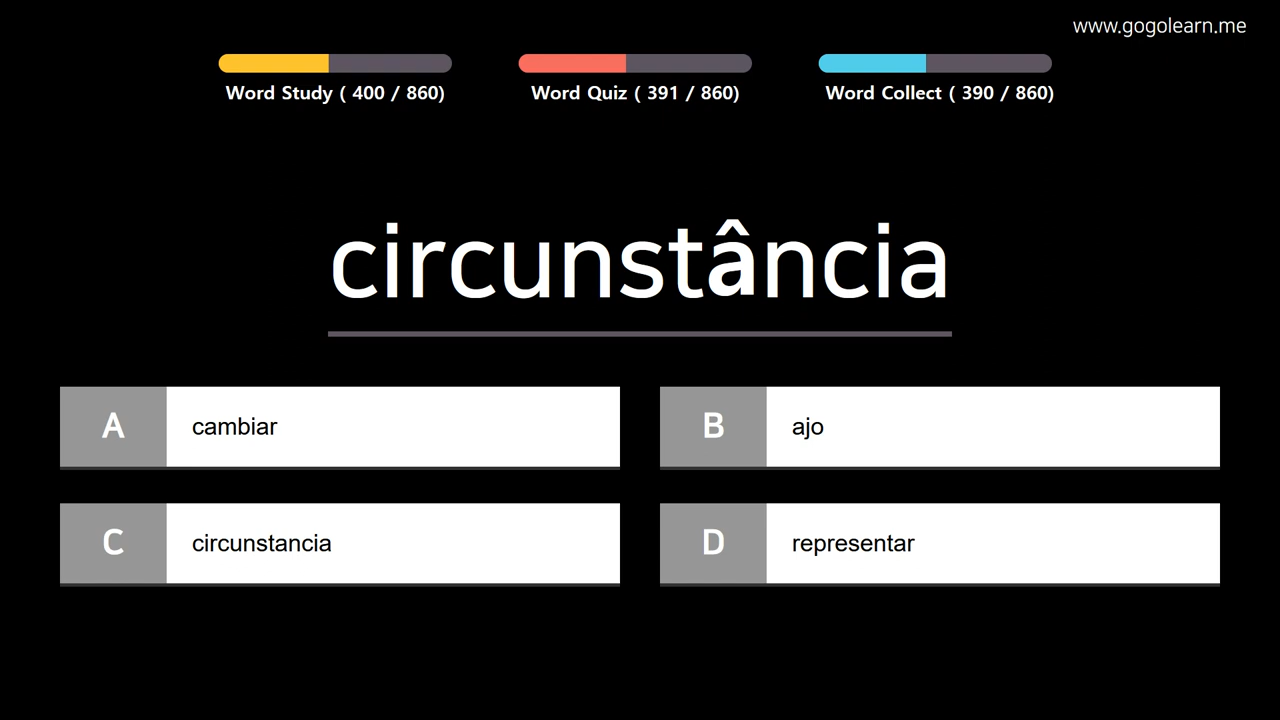 www.gogolearn.me
Word Study ( 400 / 860)
Word Quiz ( 391 / 860)
Word Collect ( 390 / 860)
circunstância
A
cambiar
B
ajo
C
circunstancia
D
representar